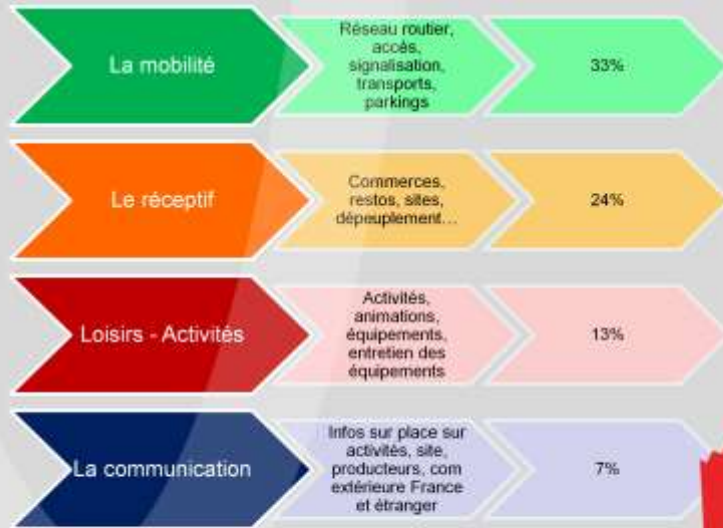 La mobilité
Réseau routier,
accès,
signalisation,
transports,
parkings
33%
Le réceptif
Commerces,
restos, sites,
dépeuplement…
24%
Loisirs - Activités
Activités,
animations,
équipements,
entretien des
équipements
13%
La communication
Infos sur place sur
activités, site,
producteurs, com
extérieure France
et étranger
7%